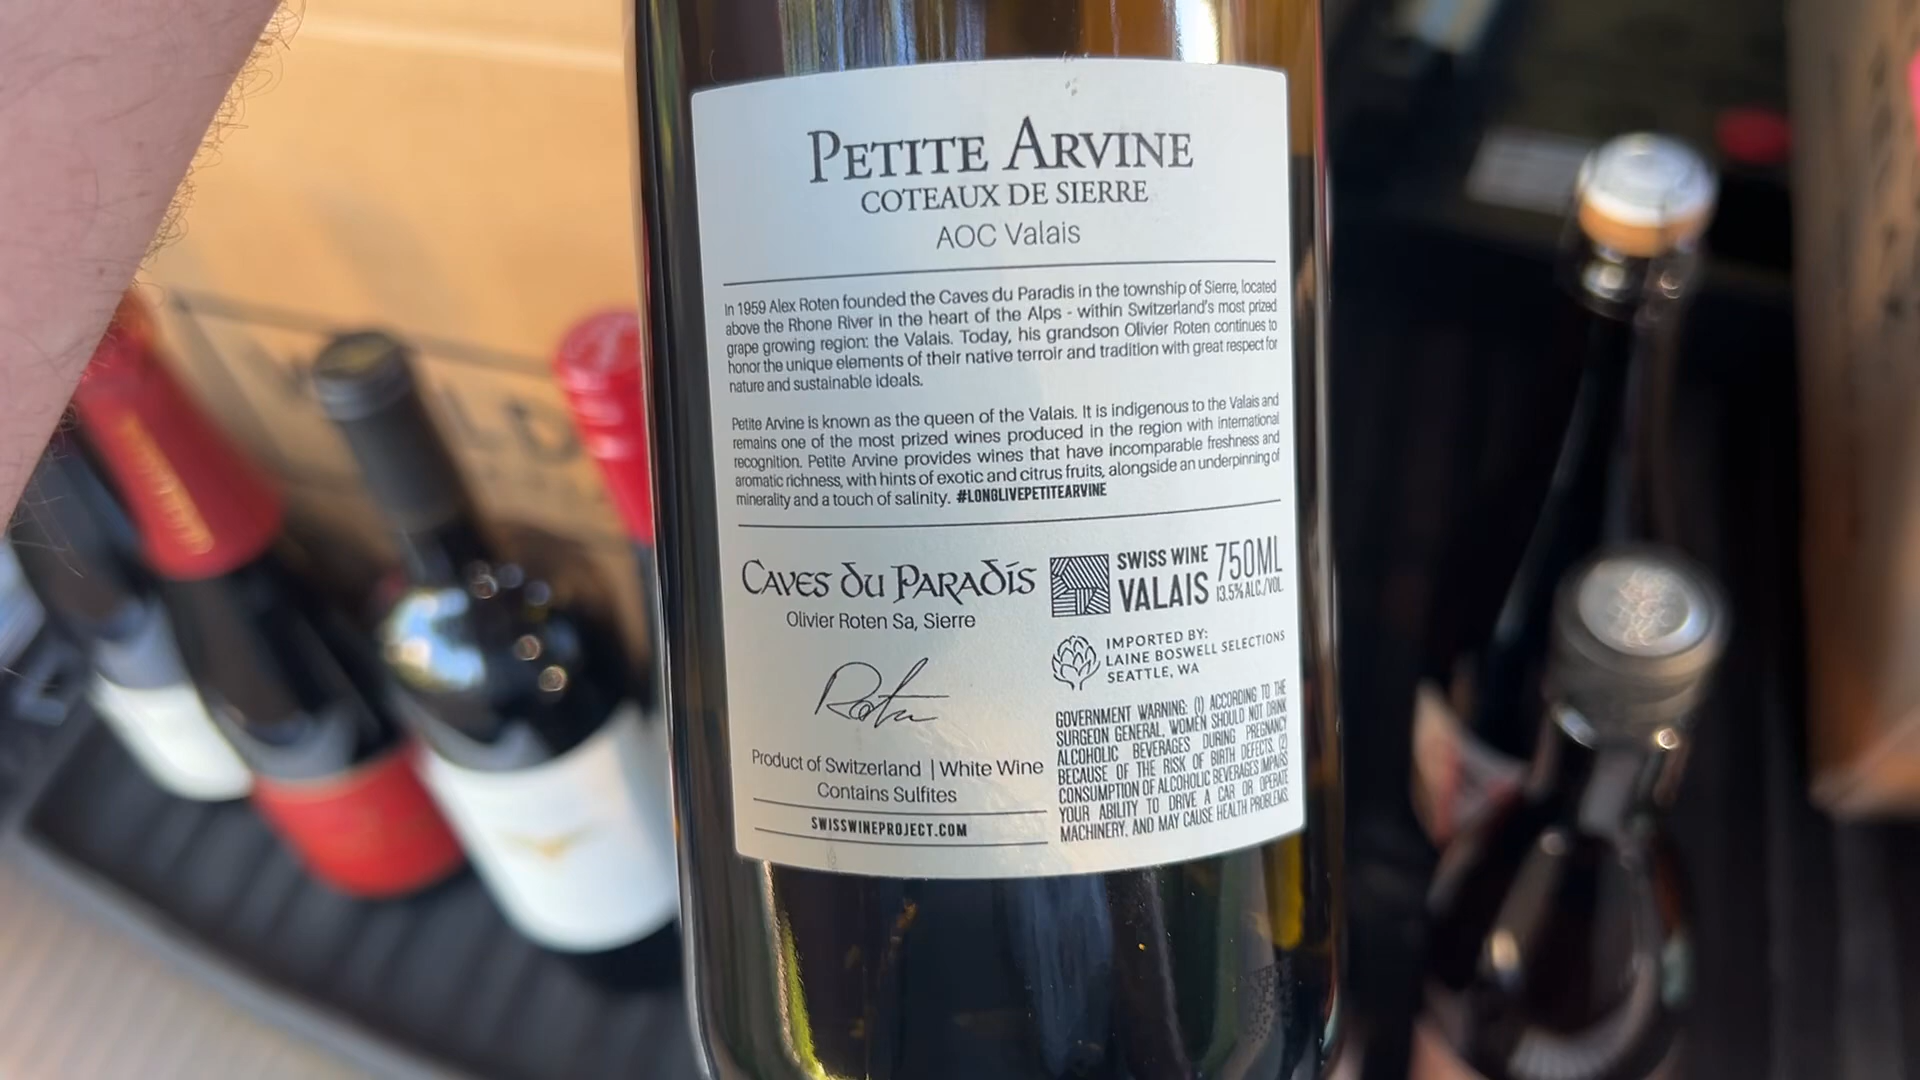 PETITE ARVINE
COTEAUX DE SIERRE
AOC Valais
In 1959 Alex Roten founded the Caves du Paradis in the township of Sierre, located
above the Rhone River in the heart of the Alps - within Switzerland's most prized
grape growing region: the Valais. Today, his grandson Olivier Roten continues to
honor the unique elements of their native terroir and tradition with great respect for
nature and sustainable ideals.
Petite Arvine is known as the queen of the Valais. It is indigenous to the Valais and
remains one of the most prized wines produced in the region with international
recognition. Petite Arvine provides wines that have incomparable freshness and
aromatic richness, with hints of exotic and citrus fruits, alongside an underpinning of
minerality and a touch of salinity. #LONGLIVEPETITEARVINE
CAVES DU PARADIS
Olivier Roten Sa, Sierre
Roten
Product of Switzerland | White Wine
Contains Sulfites
SWISSWINEPROJECT.COM
SWISS WINE
VALAIS
750ML
13.5% ALC./VOL.
IMPORTED BY:
LAINE BOSWELL SELECTIONS
SEATTLE, WA
GOVERNMENT WARNING: (1) ACCORDING TO THE
SURGEON GENERAL, WOMEN SHOULD NOT DRINK
ALCOHOLIC BEVERAGES DURING PREGNANCY
BECAUSE OF THE RISK OF BIRTH DEFECTS. (2)
CONSUMPTION OF ALCOHOLIC BEVERAGES IMPAIRS
YOUR ABILITY TO DRIVE A CAR OR OPERATE
MACHINERY, AND MAY CAUSE HEALTH PROBLEMS.